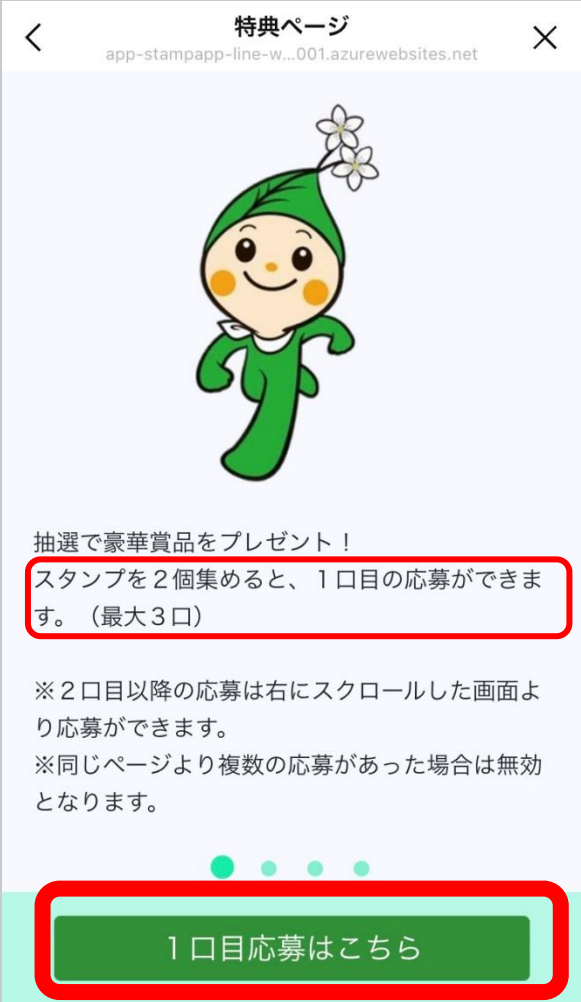 特典ページ
app-stampapp-line-w...001.azurewebsites.net
抽選で豪華賞品をプレゼント！
スタンプを２個集めると、１口目の応募ができま
す。（最大３口）
※２口目以降の応募は右にスクロールした画面よ
り応募ができます。
※同じページより複数の応募があった場合は無効
となります。
１口目応募はこちら